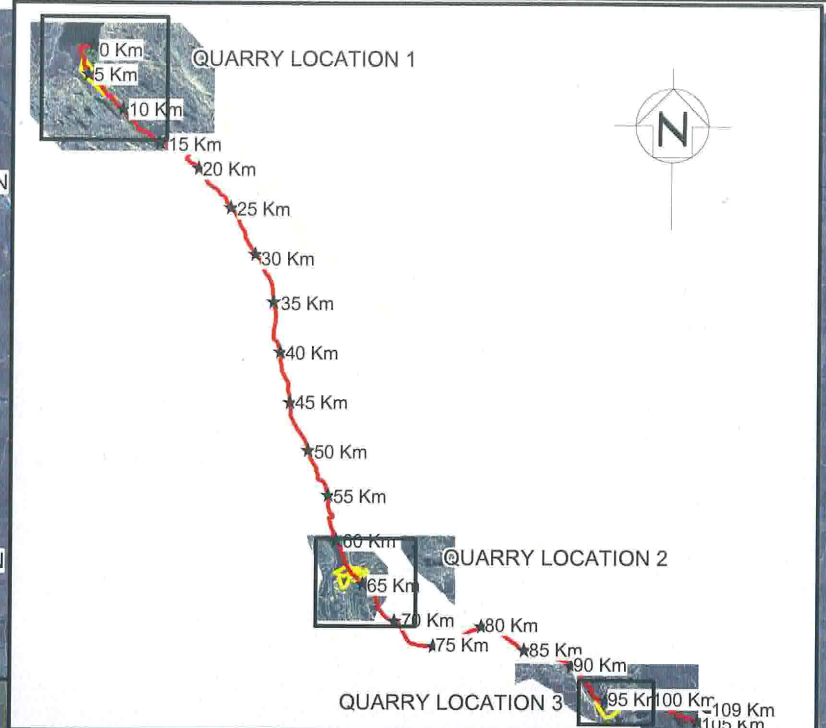 0 Km
QUARRY LOCATION 1
5 Km
10 Km
N
15 Km
20 Km
25 Km
30 Km
35 Km
40 Km
45 Km
50 Km
55 Km
60 Km
QUARRY LOCATION 2
65 Km
70 Km
80 Km
75 Km
85 Km
90 Km
QUARRY LOCATION 3
95 Km
100 Km
109 Km
105 Km